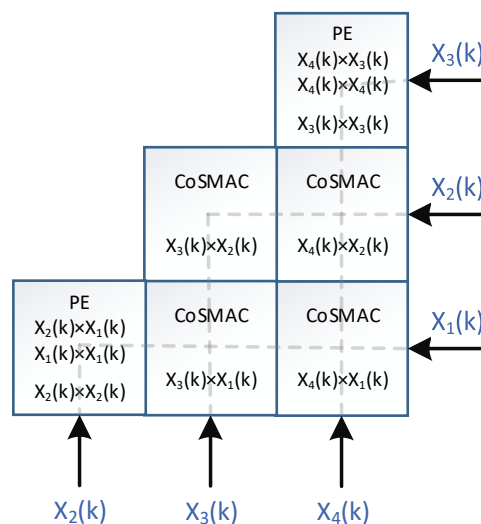 PE
X₄(k)×X₃(k)
X₄(k)×X₄(k)
X₃(k)×X₃(k)
X₃(k)
CoSMAC
X₃(k)×X₂(k)
CoSMAC
X₄(k)×X₂(k)
X₂(k)
PE
X₂(k)×X₁(k)
X₁(k)×X₁(k)
X₂(k)×X₂(k)
CoSMAC
X₃(k)×X₁(k)
CoSMAC
X₄(k)×X₁(k)
X₁(k)
X₂(k)
X₃(k)
X₄(k)